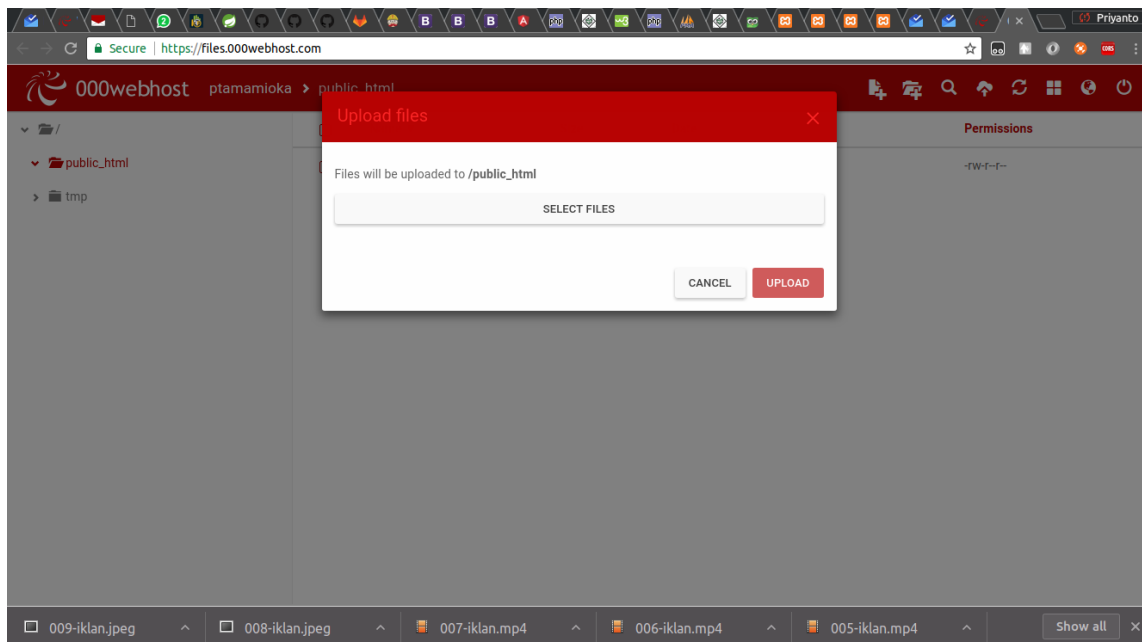 Priyanto
Secure | https://files.000webhost.com
000webhost ptamamioka > public_html
Upload files
/
Permissions
public_html
-rw-r--r--
tmp
Files will be uploaded to /public_html
SELECT FILES
CANCEL
UPLOAD
009-iklan.jpeg
008-iklan.jpeg
007-iklan.mp4
006-iklan.mp4
005-iklan.mp4
Show all